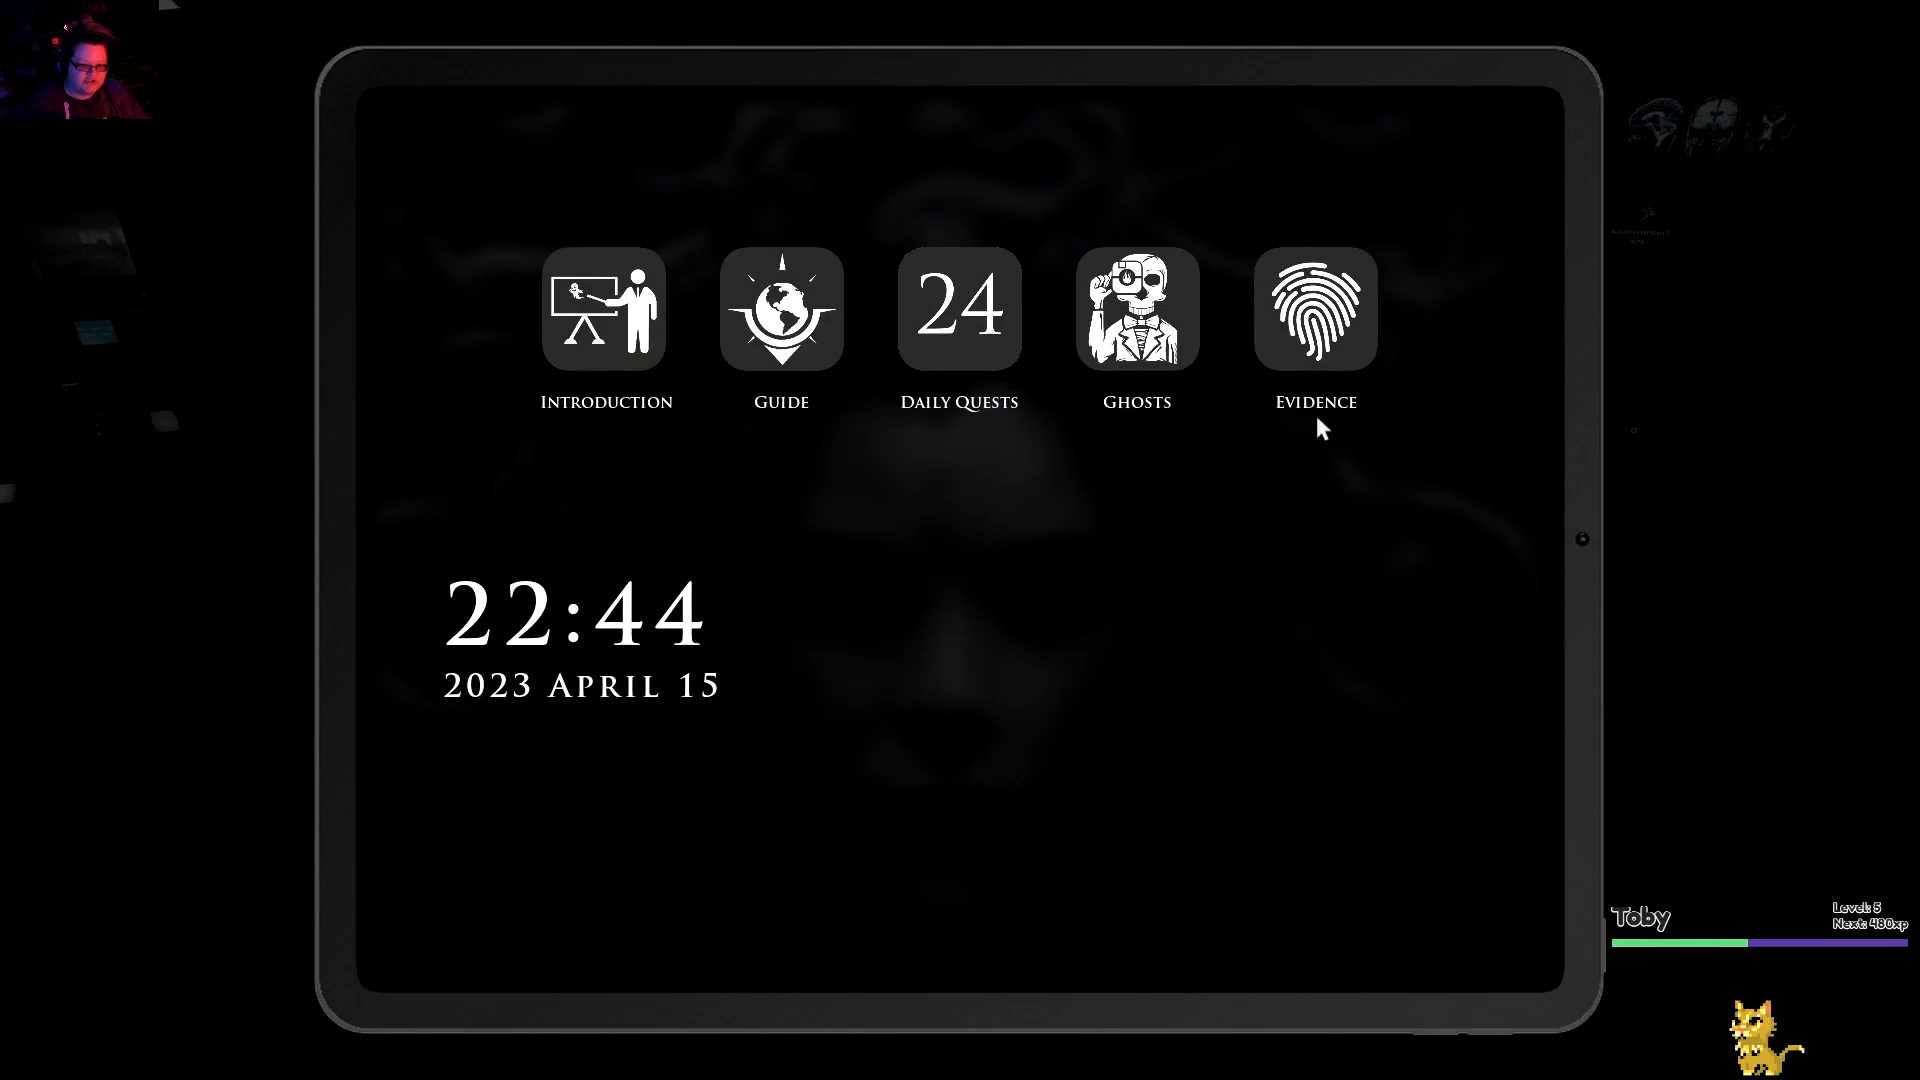 24
Introduction
Guide
Daily Quests
Ghosts
Evidence
22:44
2023 April 15
Toby
Level: 5
Next: 480xp